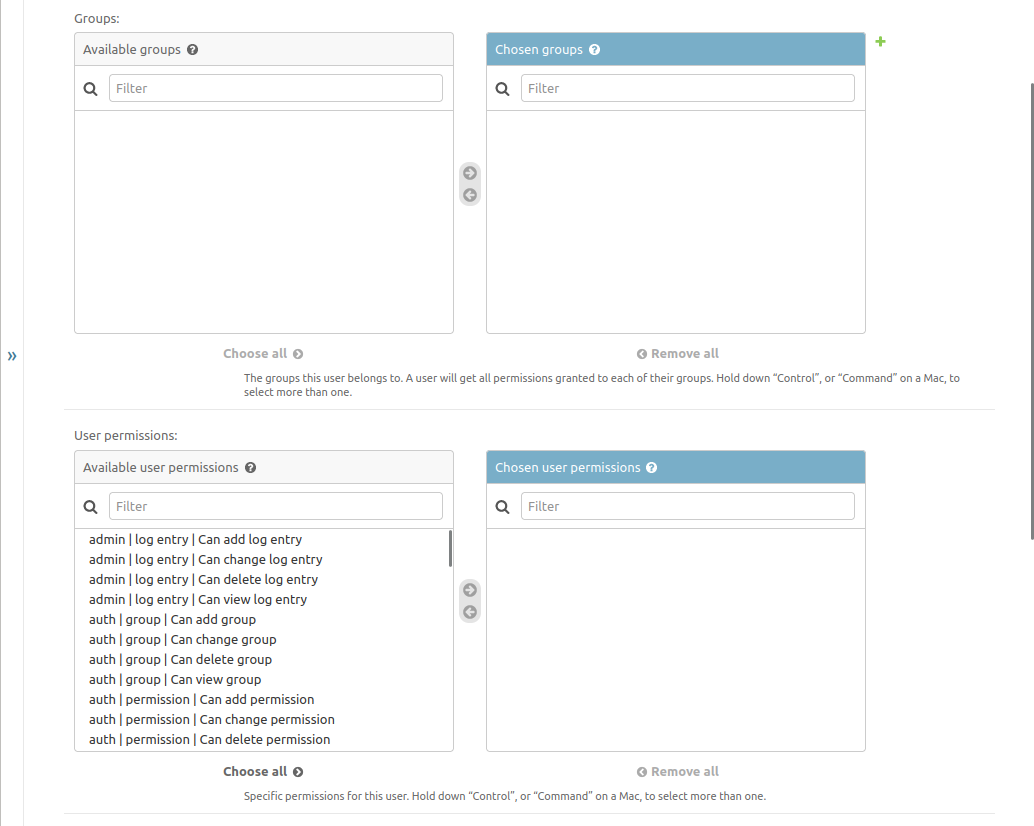 Groups:
Available groups ?
Chosen groups ?
Filter
Filter
Choose all
Remove all
The groups this user belongs to. A user will get all permissions granted to each of their groups. Hold down “Control”, or “Command” on a Mac, to
select more than one.
User permissions:
Available user permissions ?
Chosen user permissions ?
Filter
Filter
admin | log entry | Can add log entry
admin | log entry | Can change log entry
admin | log entry | Can delete log entry
admin | log entry | Can view log entry
auth | group | Can add group
auth | group | Can change group
auth | group | Can delete group
auth | group | Can view group
auth | permission | Can add permission
auth | permission | Can change permission
auth | permission | Can delete permission
Choose all
Remove all
Specific permissions for this user. Hold down “Control”, or “Command” on a Mac, to select more than one.